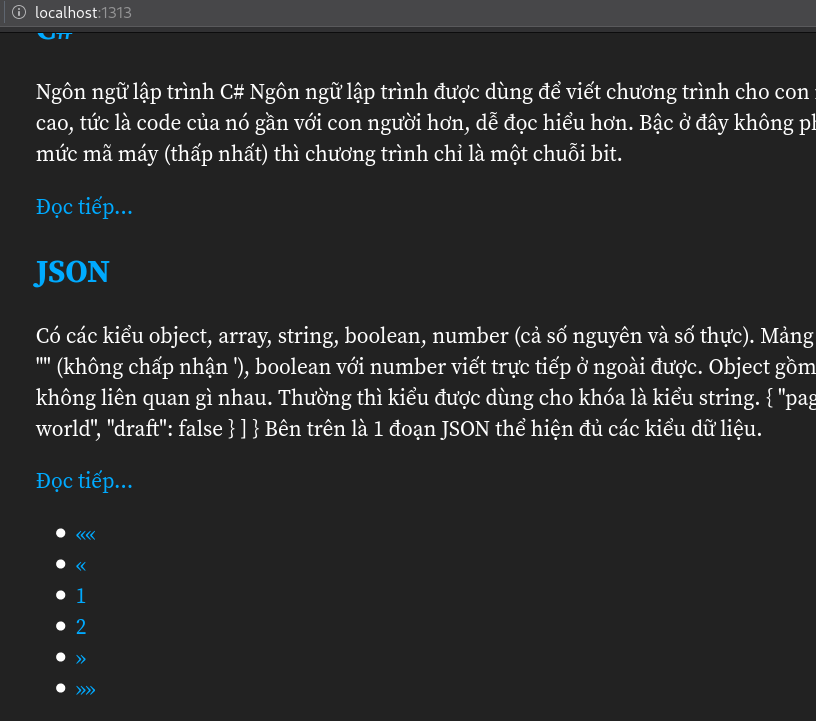 localhost:1313
C#
Ngôn ngữ lập trình C# Ngôn ngữ lập trình được dùng để viết chương trình cho con
cao, tức là code của nó gần với con người hơn, dễ đọc hiểu hơn. Bậc ở đây không
mức mã máy (thấp nhất) thì chương trình chỉ là một chuỗi bit.
Đọc tiếp...
JSON
Có các kiểu object, array, string, boolean, number (cả số nguyên và số thực). Mảng
"" (không chấp nhận '), boolean với number viết trực tiếp ở ngoài được. Object gồm
không liên quan gì nhau. Thường thì kiểu được dùng cho khóa là kiểu string. { "pag
world", "draft": false } ] } Bên trên là 1 đoạn JSON thể hiện đủ các kiểu dữ liệu.
Đọc tiếp...
««
«
1
2
»
»»